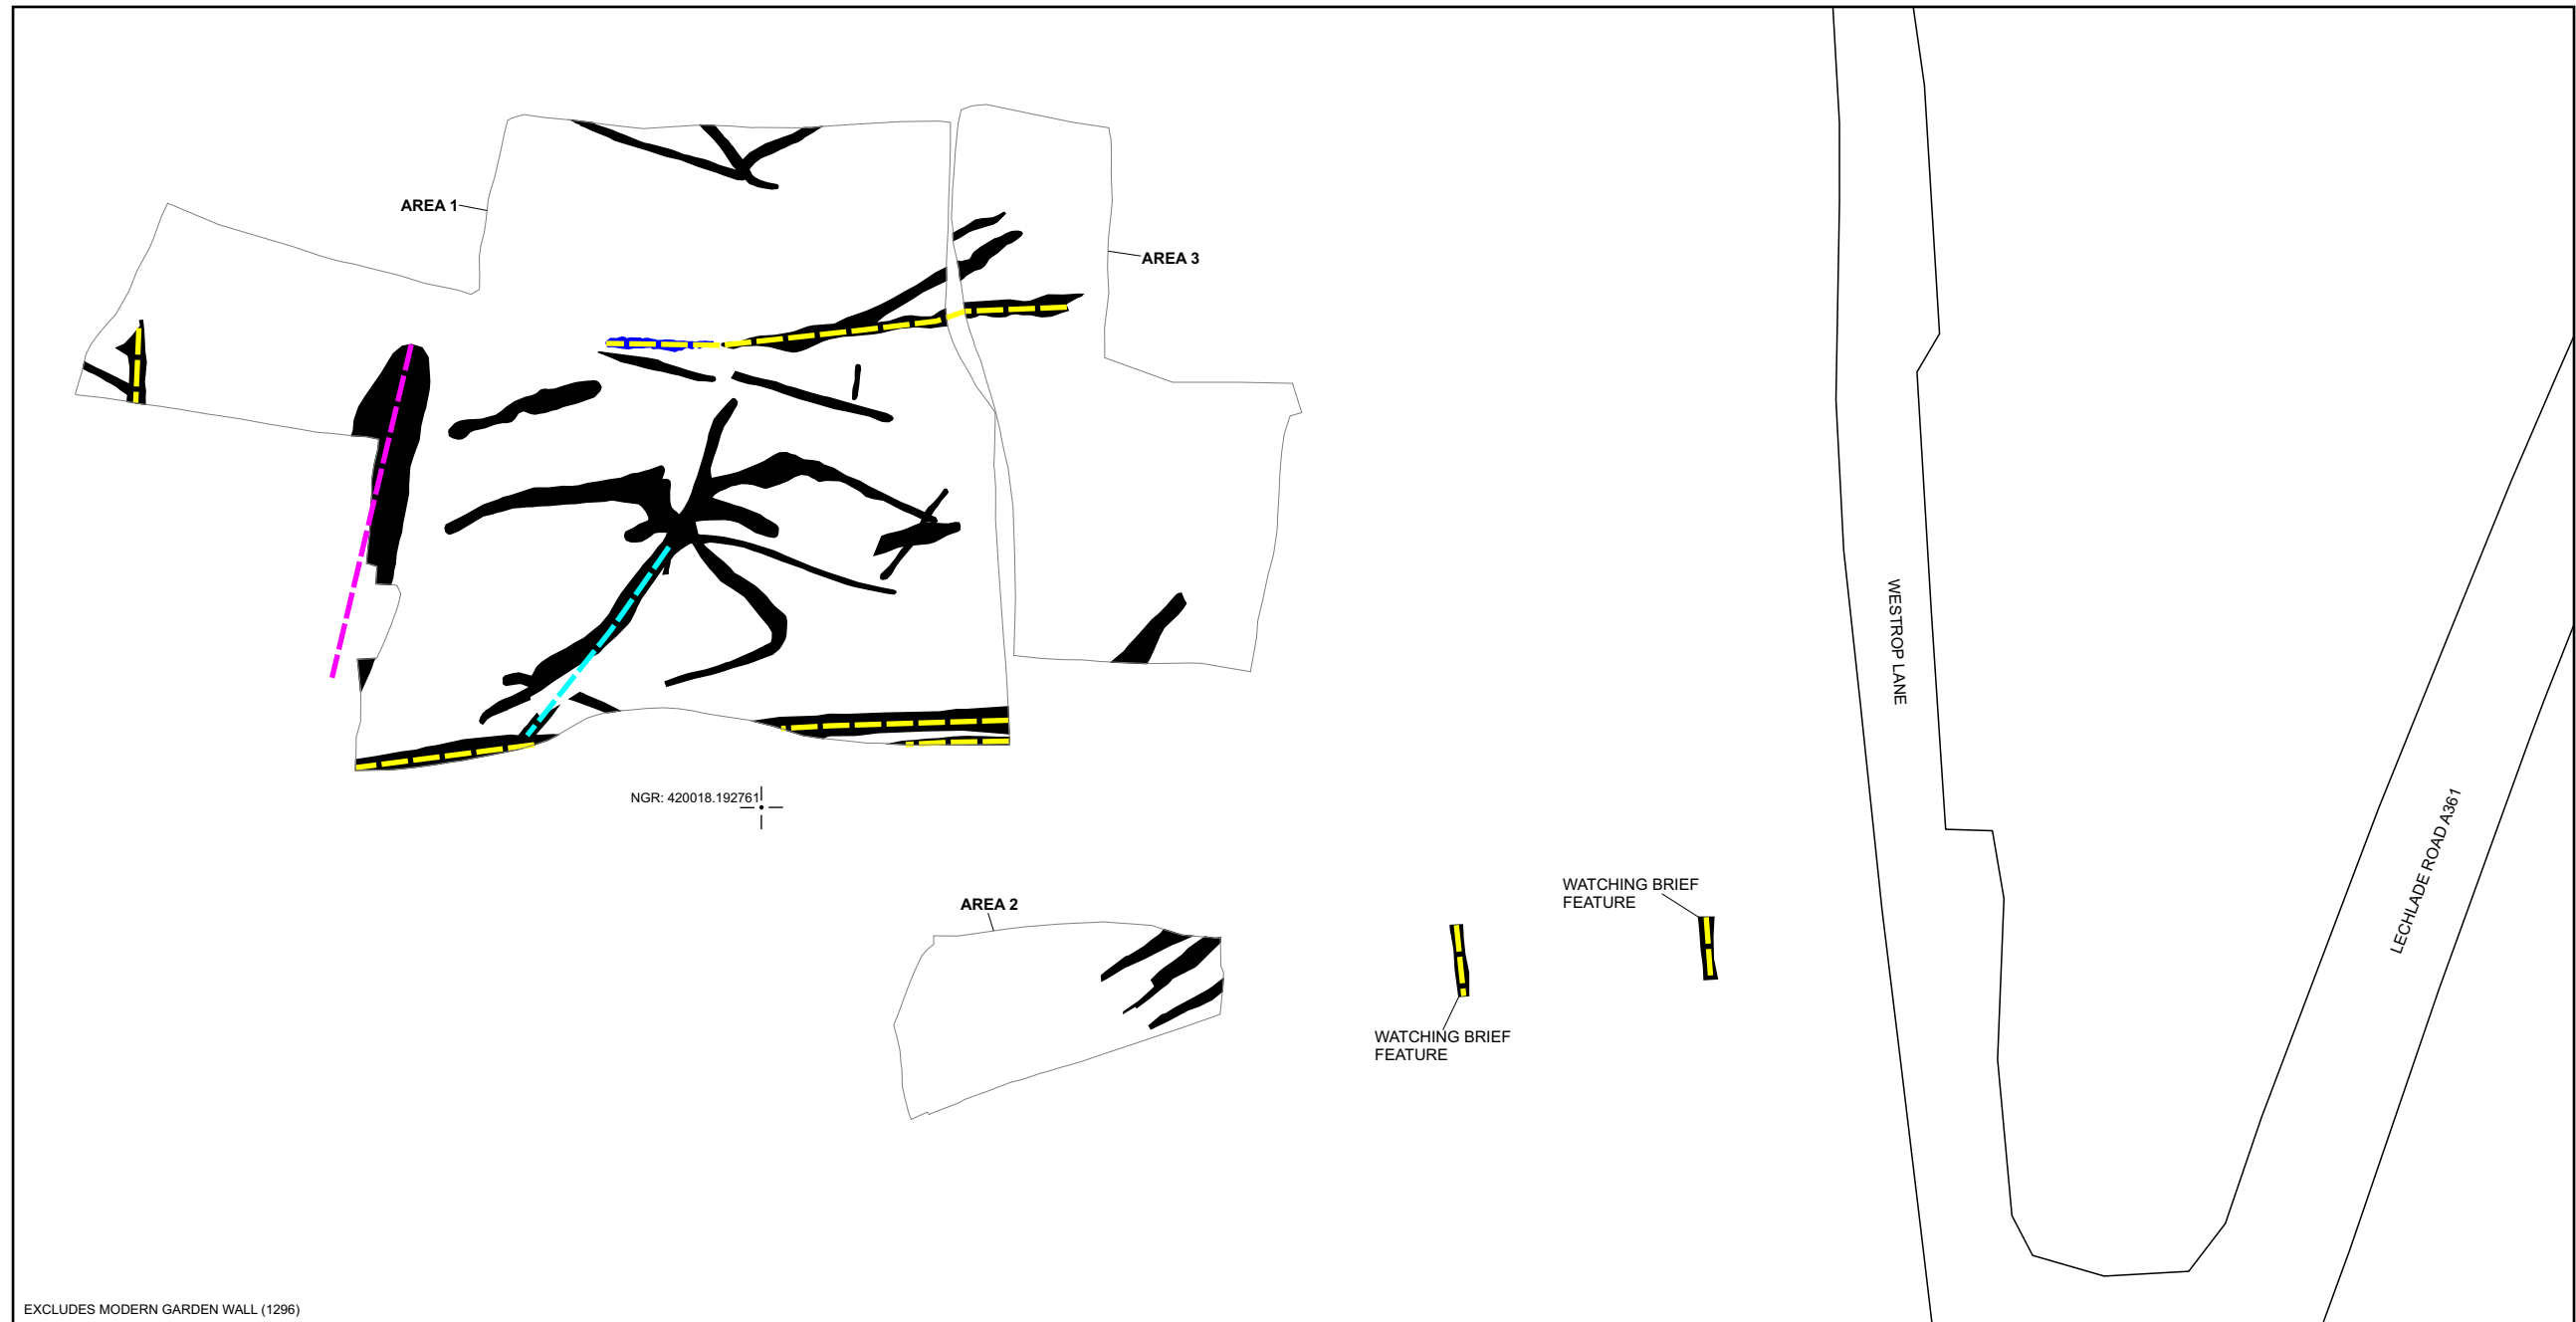 AREA 1
AREA 3
WESTROP LANE
NGR: 420018.192761
LECHLADE ROAD A361
WATCHING BRIEF
FEATURE
AREA 2
WATCHING BRIEF
FEATURE
EXCLUDES MODERN GARDEN WALL (1296)